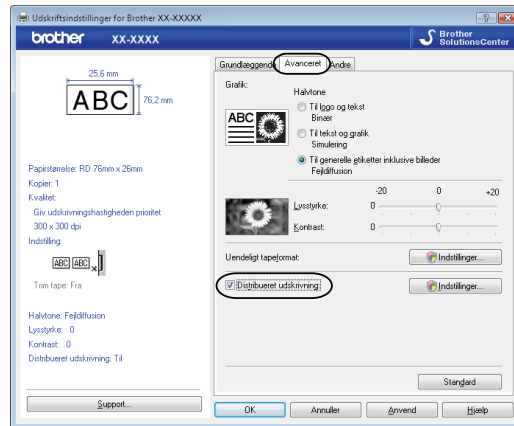 Udskriftsindstillinger for Brother XX-XXXXX
brother XX-XXXX
Brother
SolutionsCenter
25,6 mm
ABC
76,2 mm
Papirstørrelse: RD 76mm x 26mm
Kopier: 1
Kvalitet:
Giv udskrivningshastigheden prioritet
300 x 300 dpi
Indstilling:
ABC ABC
Trim tape: Fra
Halvtone: Fejldiffusion
Lysstyrke: 0
Kontrast: 0
Distribueret udskrivning: Til
Support...
Grundlæggende Avanceret Andre
Grafik:
ABC
Halvtone
Til logo og tekst
Binær
Til tekst og grafik
Simulering
Til generelle etiketter inklusive billeder
Fejldiffusion
-20 0 +20
Lysstyrke: 0
Kontrast: 0
Uendeligt tapeformat: Indstillinger...
Distribueret udskrivning: Indstillinger...
Standard
OK Annuller Anvend Hjælp